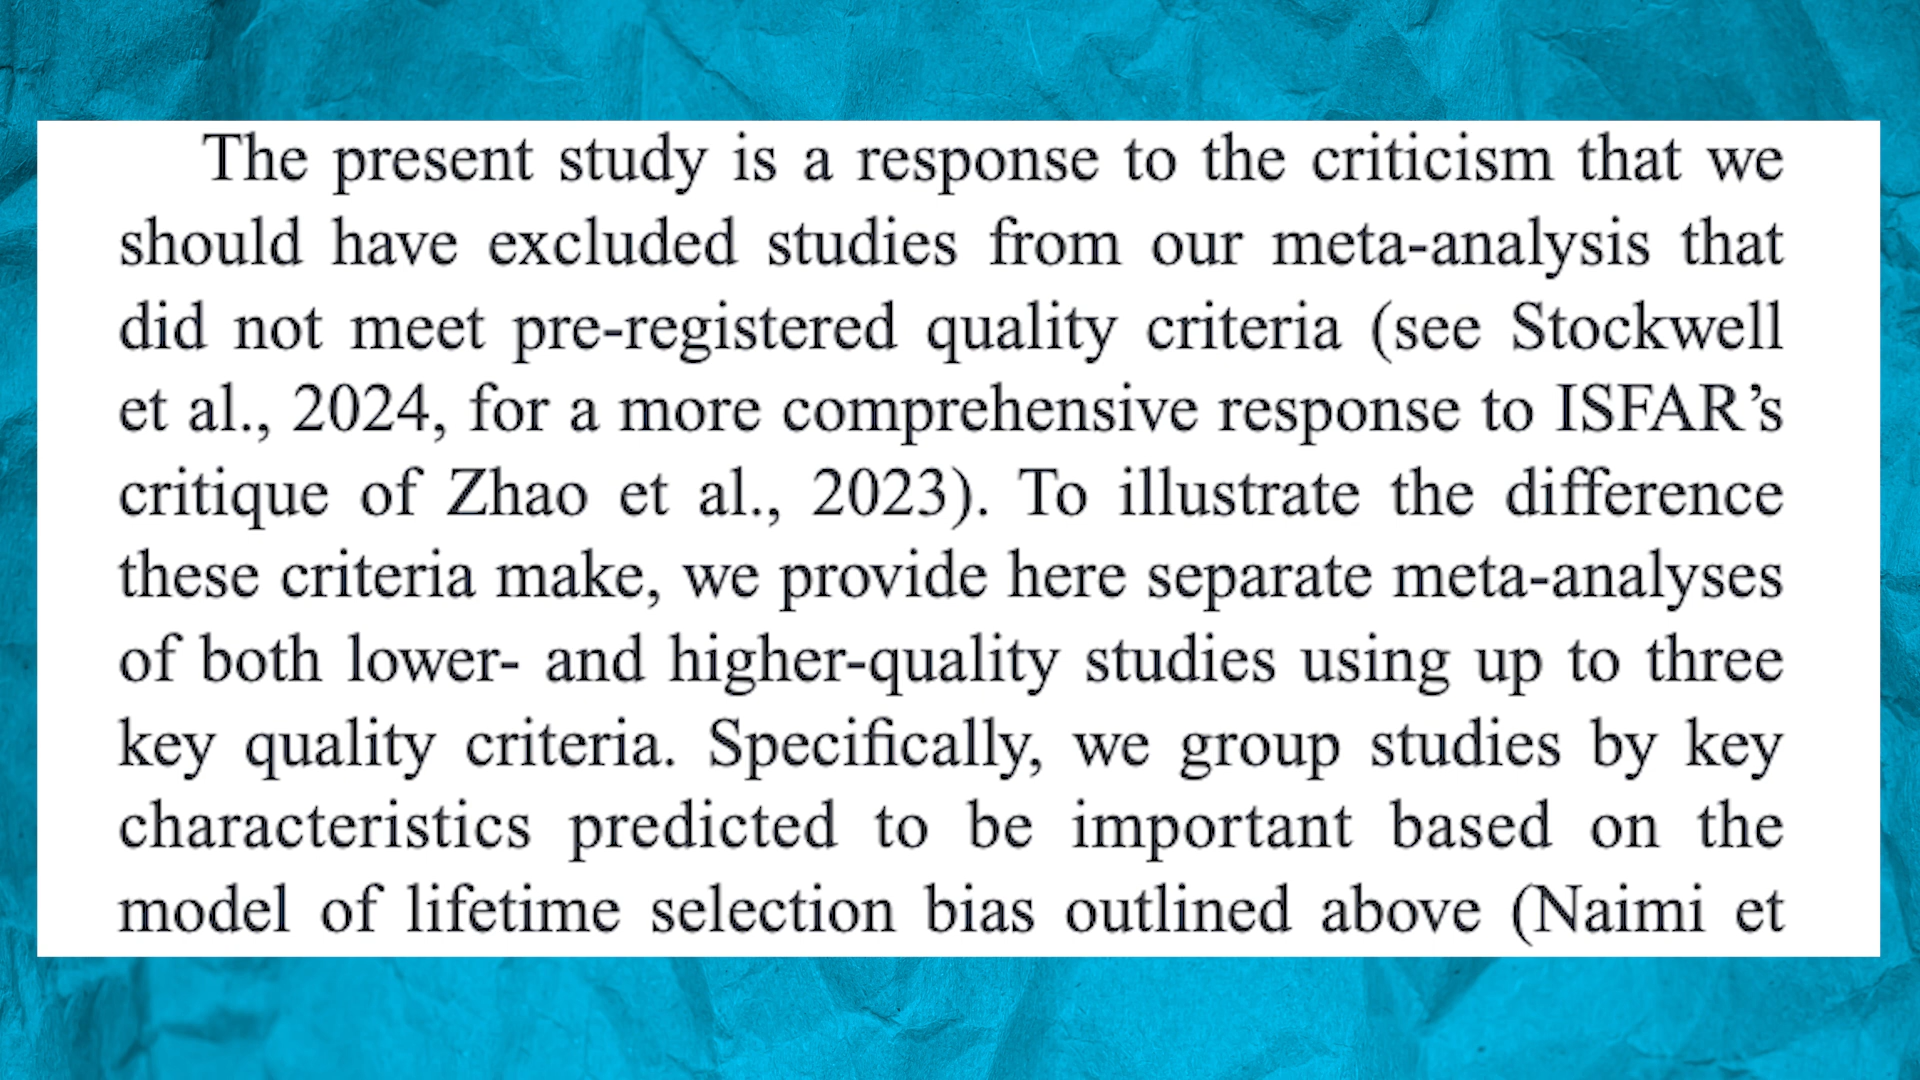 The present study is a response to the criticism that we
should have excluded studies from our meta-analysis that
did not meet pre-registered quality criteria (see Stockwell
et al., 2024, for a more comprehensive response to ISFAR’s
critique of Zhao et al., 2023). To illustrate the difference
these criteria make, we provide here separate meta-analyses
of both lower- and higher-quality studies using up to three
key quality criteria. Specifically, we group studies by key
characteristics predicted to be important based on the
model of lifetime selection bias outlined above (Naimi et